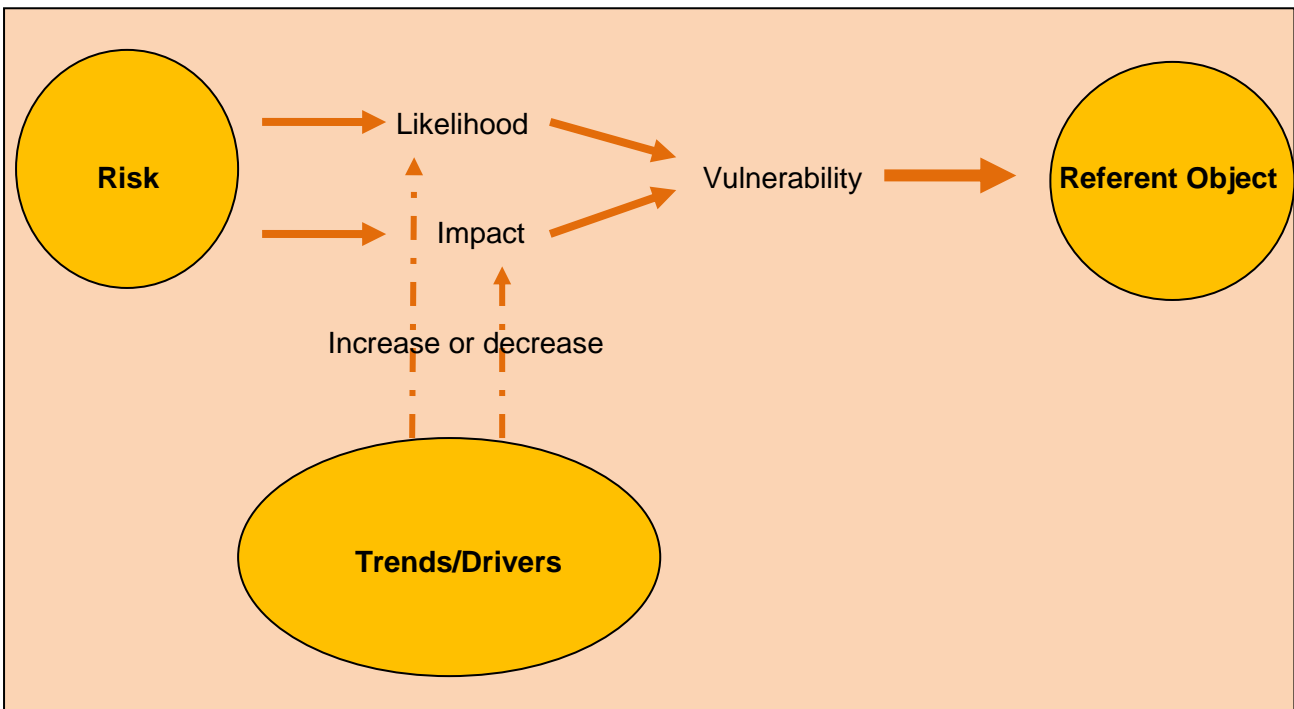 Likelihood
Risk
Vulnerability
Referent Object
Impact
Increase or decrease
Trends/Drivers